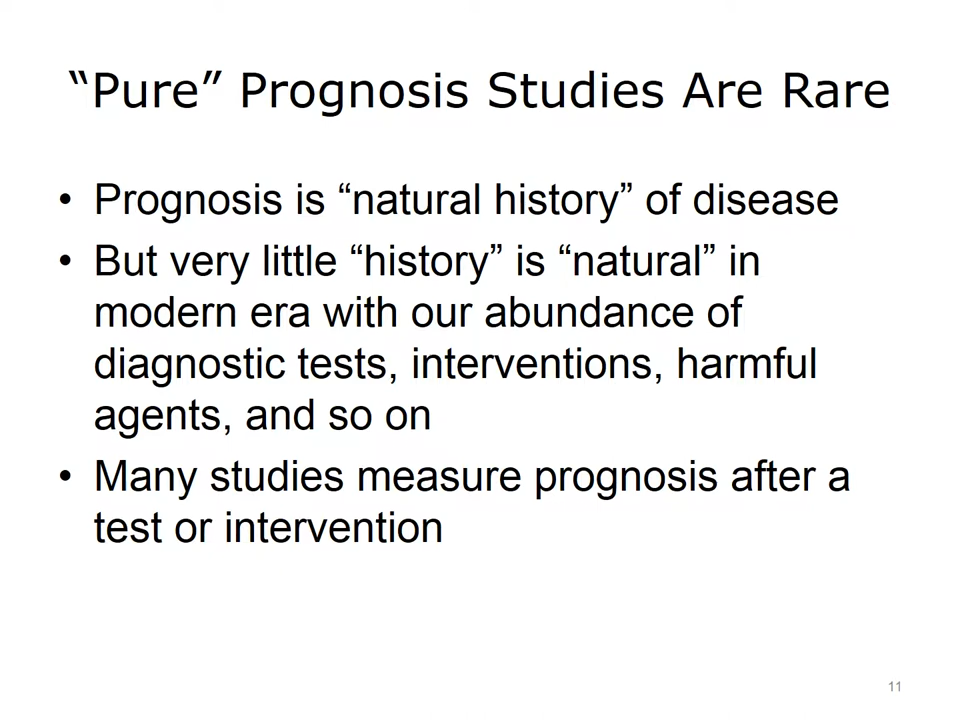 “Pure” Prognosis Studies Are Rare
• Prognosis is “natural history” of disease
• But very little “history” is “natural” in
modern era with our abundance of
diagnostic tests, interventions, harmful
agents, and so on
• Many studies measure prognosis after a
test or intervention
11